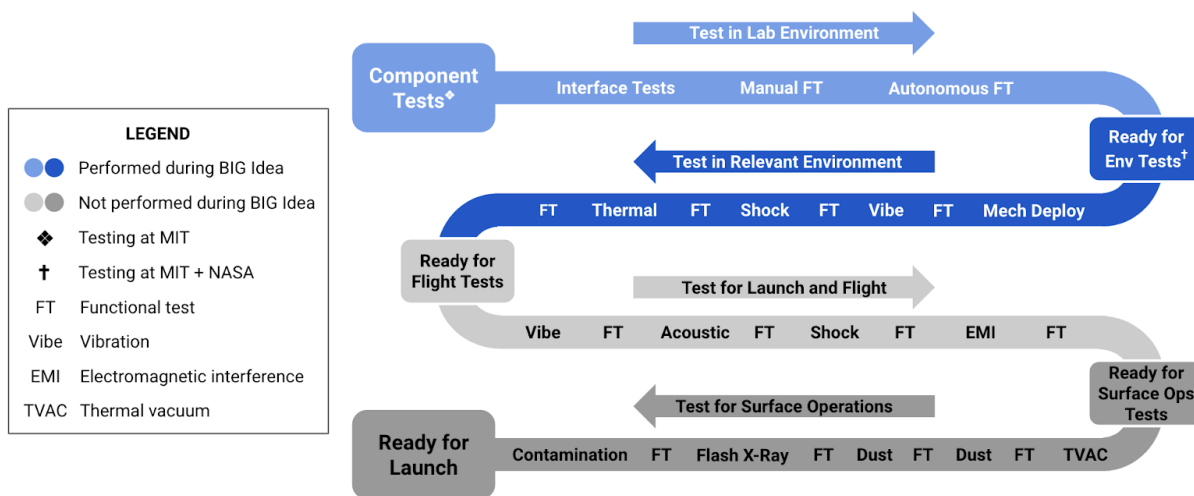 LEGEND
Performed during BIG Idea
Not performed during BIG Idea
❖ Testing at MIT
† Testing at MIT + NASA
FT Functional test
Vibe Vibration
EMI Electromagnetic interference
TVAC Thermal vacuum
Test in Lab Environment
Component
Tests❖
Interface Tests Manual FT Autonomous FT
Ready for
Env Tests†
Test in Relevant Environment
FT Thermal FT Shock FT Vibe FT Mech Deploy
Ready for
Flight Tests
Test for Launch and Flight
Vibe FT Acoustic FT Shock FT EMI FT
Ready for
Surface Ops
Tests
Test for Surface Operations
Ready for
Launch
Contamination FT Flash X-Ray FT Dust FT Dust FT TVAC